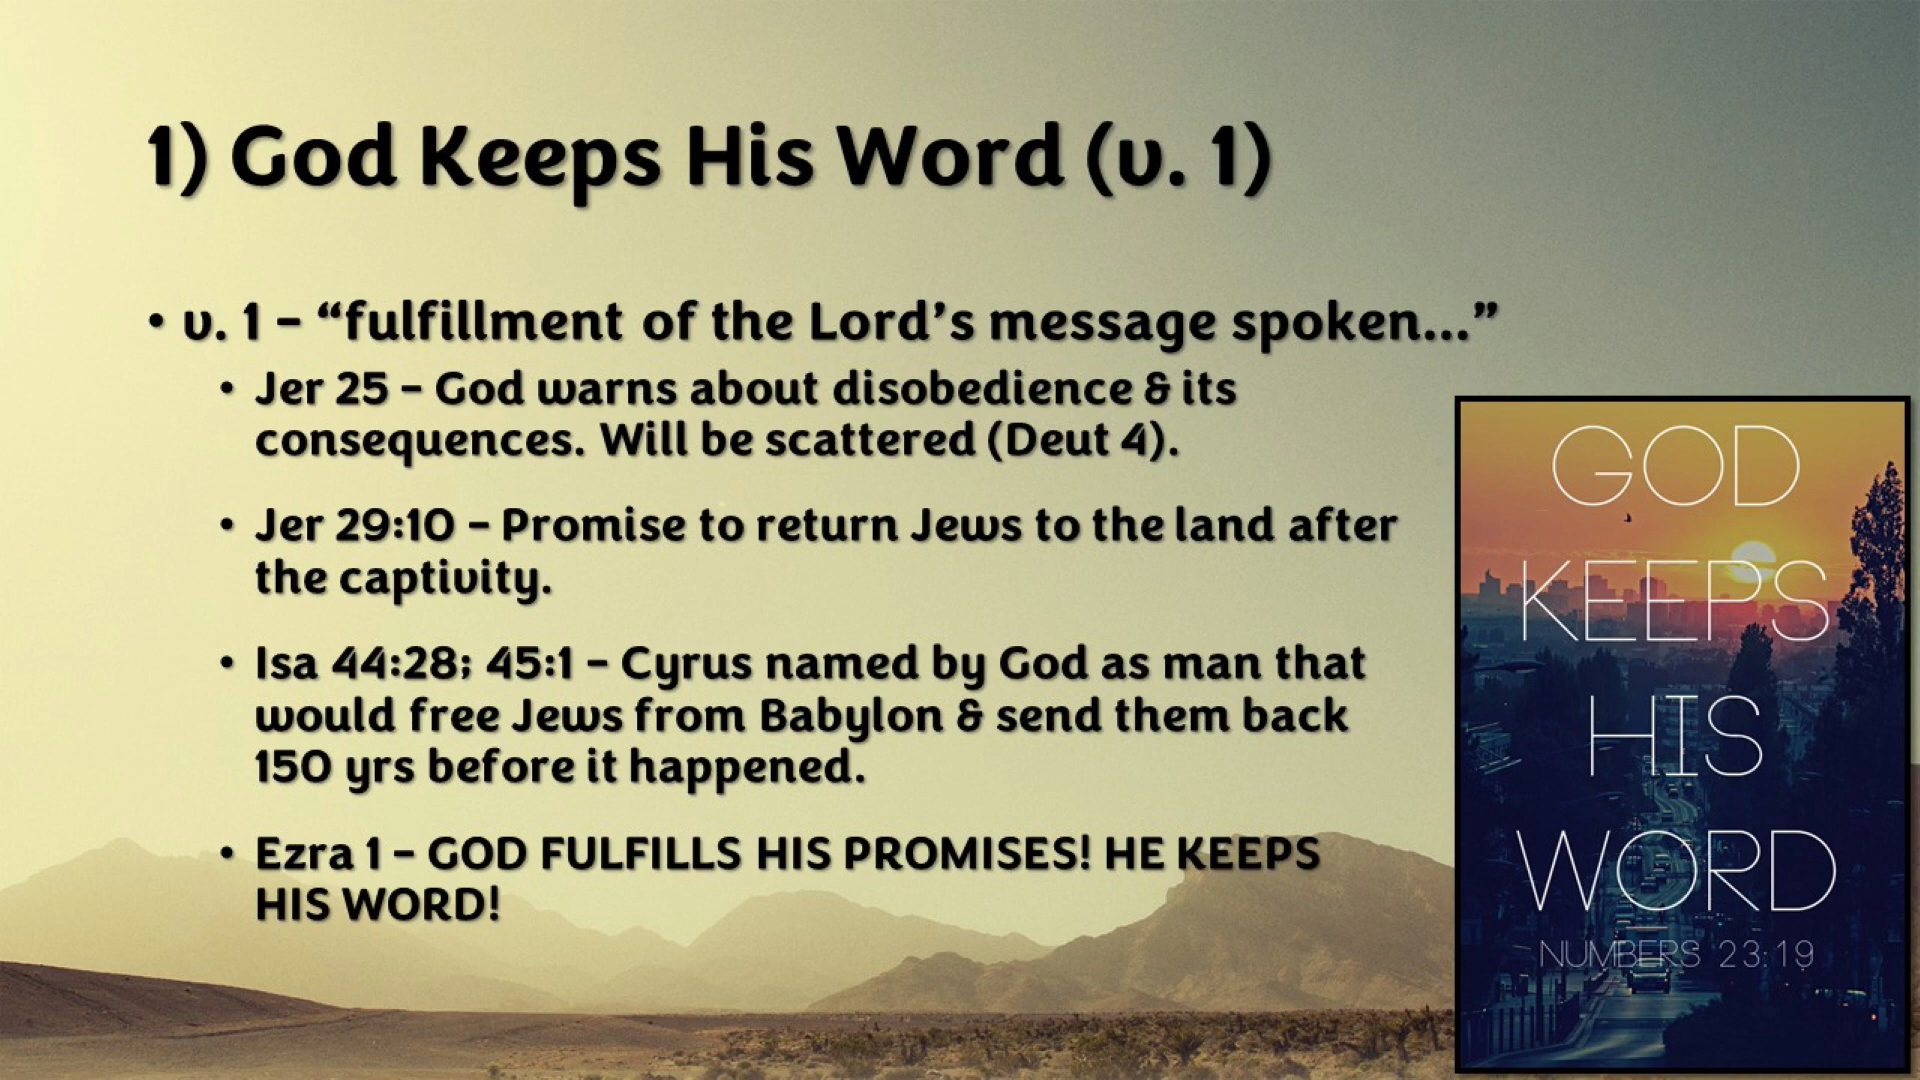 1) God Keeps His Word (v. 1)
• v. 1 – “fulfillment of the Lord’s message spoken…”
• Jer 25 – God warns about disobedience & its
consequences. Will be scattered (Deut 4).
• Jer 29:10 – Promise to return Jews to the land after
the captivity.
• Isa 44:28; 45:1 – Cyrus named by God as man that
would free Jews from Babylon & send them back
150 yrs before it happened.
• Ezra 1 – GOD FULFILLS HIS PROMISES! HE KEEPS
HIS WORD!
GOD
KEEPS
HIS
WORD
NUMBERS 23:19